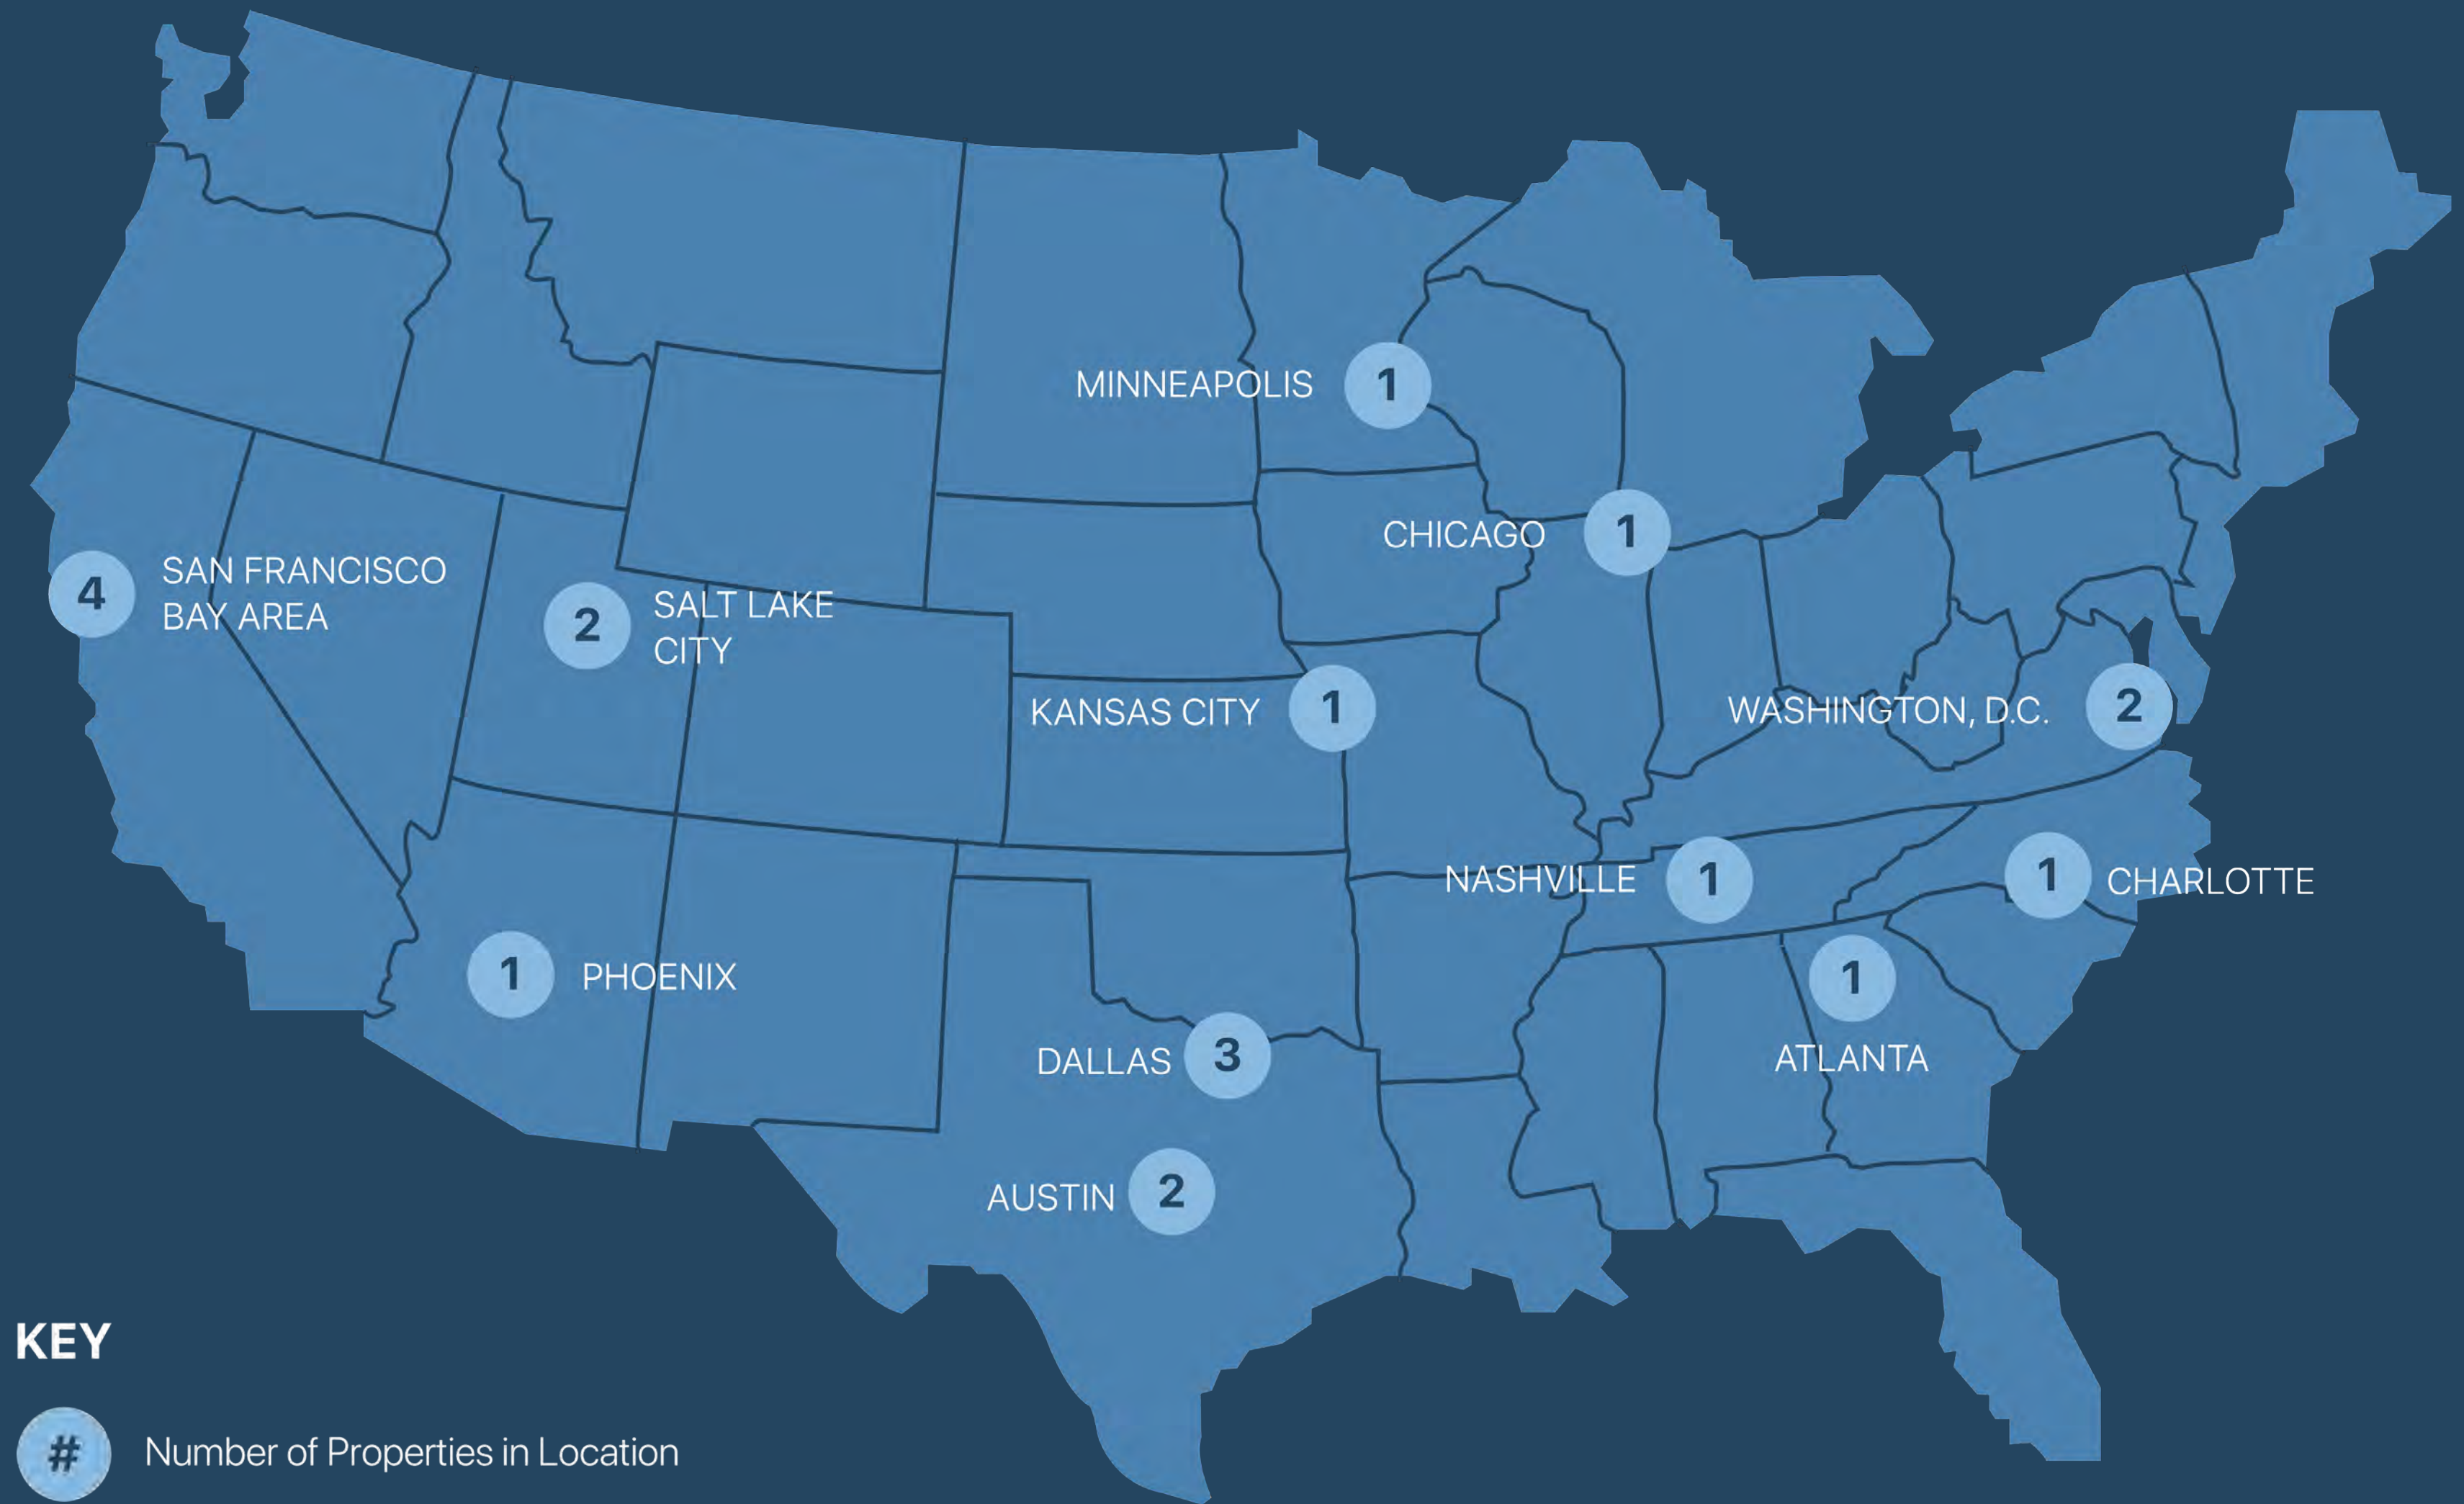 MINNEAPOLIS 1
CHICAGO 1
4 SAN FRANCISCO
BAY AREA
2 SALT LAKE
CITY
KANSAS CITY 1
WASHINGTON, D.C. 2
NASHVILLE 1
1 CHARLOTTE
1 PHOENIX
1
ATLANTA
DALLAS 3
AUSTIN 2
KEY
# Number of Properties in Location